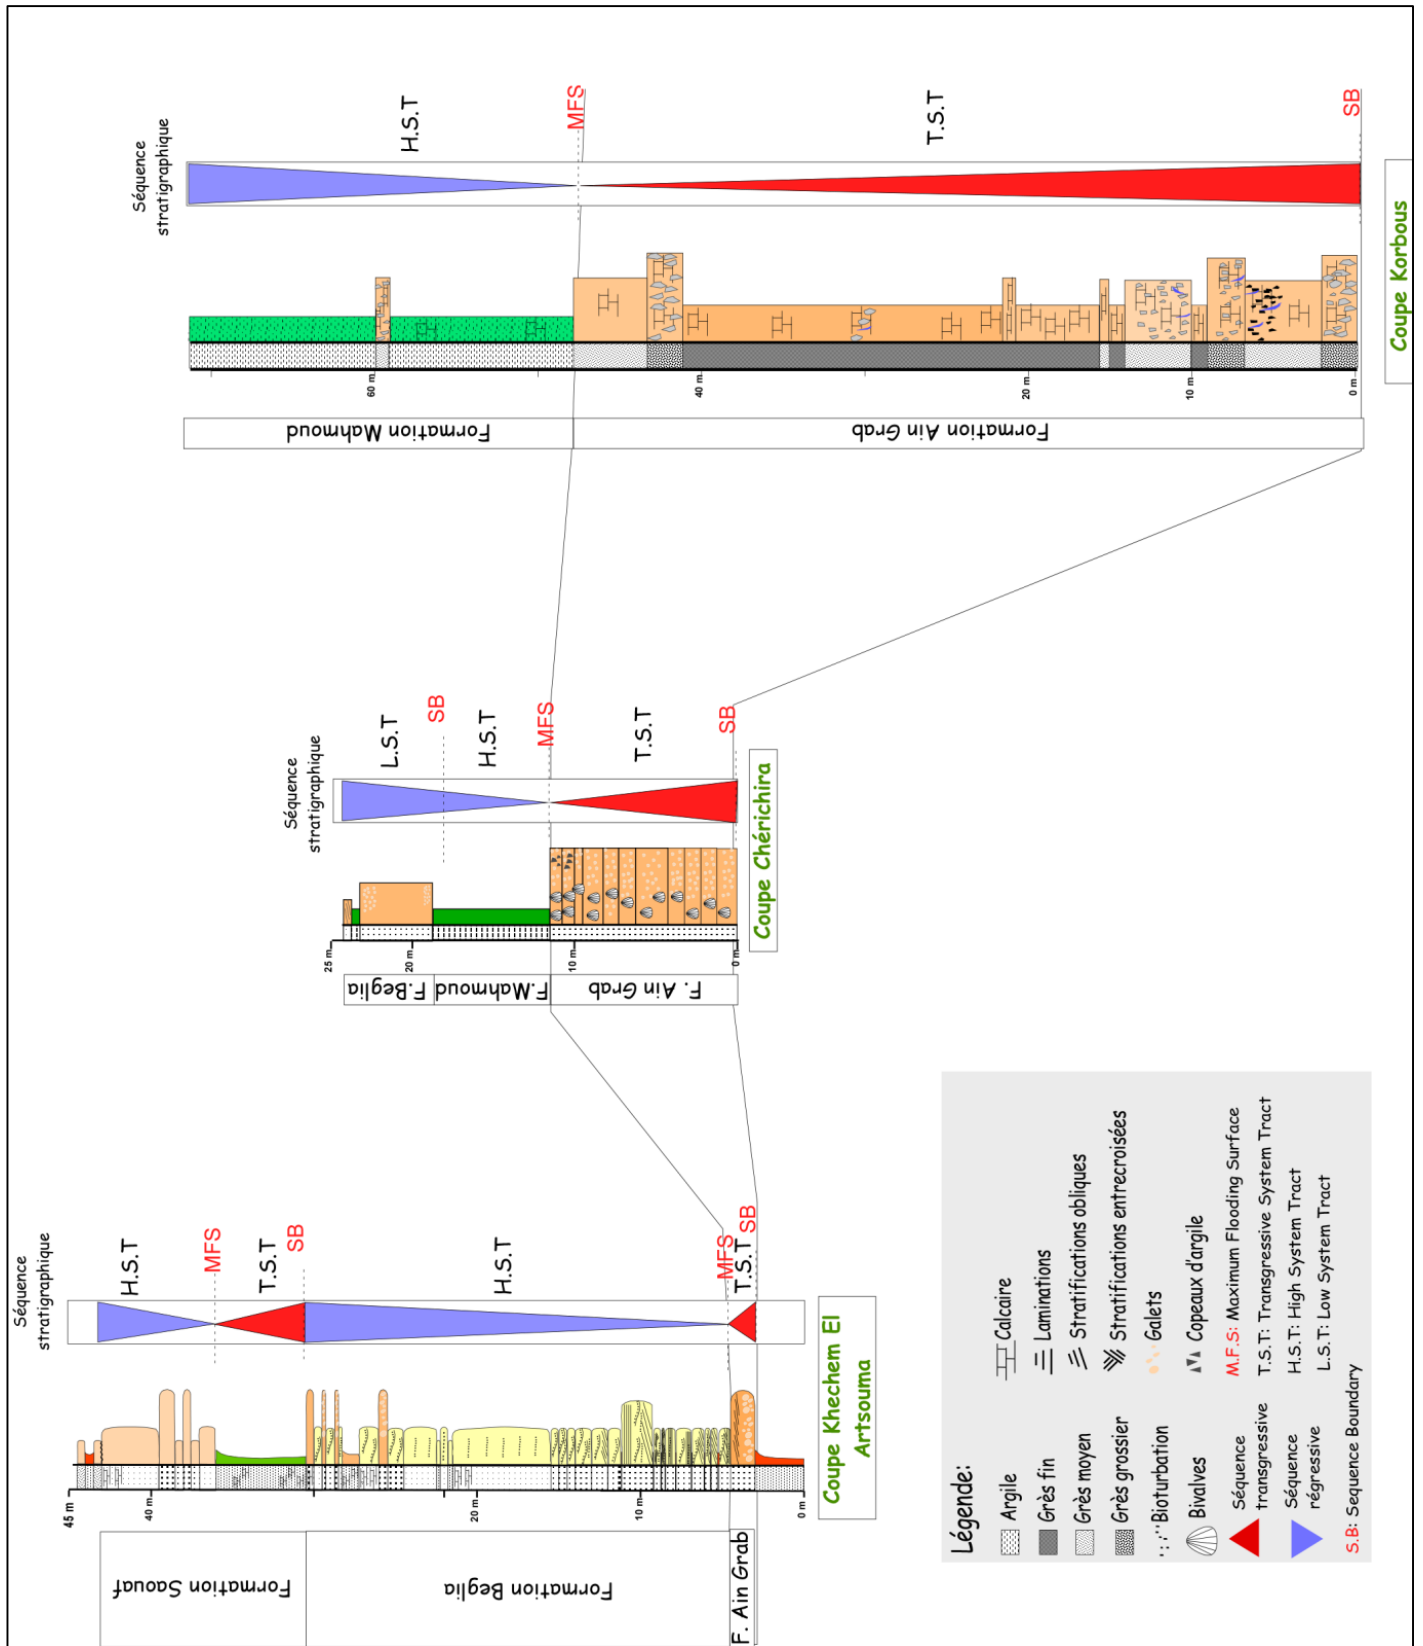 Séquence
stratigraphique
H.S.T
MFS
T.S.T
SB
H.S.T
MFS
T.S.T
SB
45 m
40 m
20 m
10 m
0 m
Formation Saouaf
Formation Beglia
F. Ain Grab
Coupe Khechem El
Artsouma
Séquence
stratigraphique
L.S.T
SB
H.S.T
MFS
T.S.T
SB
25 m
20 m
10 m
0 m
F.Beglia
F.Mahmoud
F. Ain Grab
Coupe Chérichira
Séquence
stratigraphique
H.S.T
MFS
T.S.T
SB
60 m
40 m
20 m
10 m
0 m
Formation Mahmoud
Formation Ain Grab
Coupe Korbous
Légende:
Argile
Grès fin
Grès moyen
Grès grossier
Bioturbation
Bivalves
Séquence
transgressive
Séquence
régressive
S.B: Sequence Boundary
Calcaire
Laminations
Stratifications obliques
Stratifications entrecroisées
Galets
Copeaux d'argile
M.F.S: Maximum Flooding Surface
T.S.T: Transgressive System Tract
H.S.T: High System Tract
L.S.T: Low System Tract